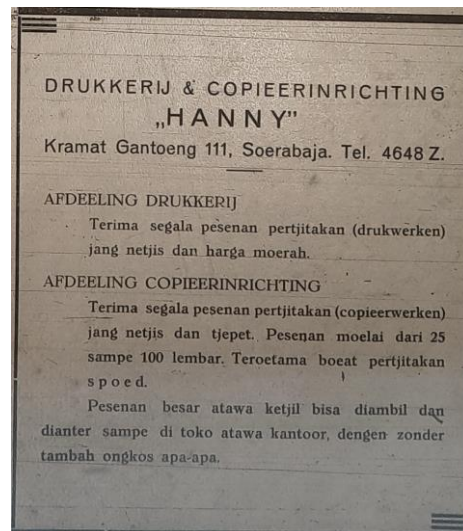 DRUKKERIJ & COPIEERINRICHTING
„HANNY”
Kramat Gantoeng 111, Soerabaja. Tel. 4648 Z.
AFDEELING DRUKKERIJ
Terima segala pesenan pertjitakan (drukwerken)
jang netjis dan harga moerah.
AFDEELING COPIEERINRICHTING
Terima segala pesenan pertjitakan (copieerwerken)
jang netjis dan tjepet. Pesenan moelai dari 25
sampe 100 lembar. Teroetama boeat pertjitakan
spoed.
Pesenan besar atawa ketjil bisa diambil dan
dianter sampe di toko atawa kantoor, dengen zonder
tambah ongkos apa-apa.